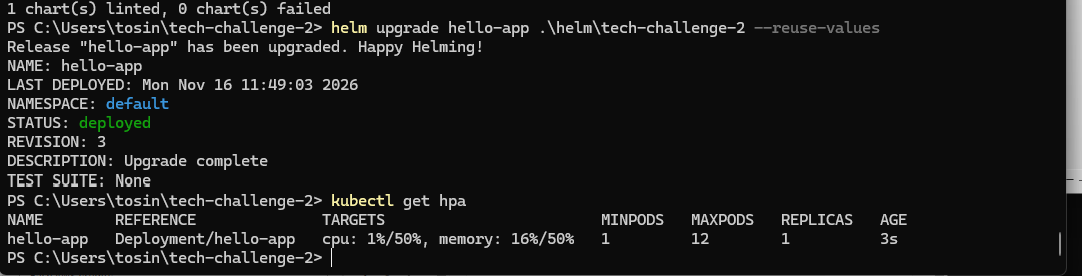 1 chart(s) linted, 0 chart(s) failed
PS C:\Users\tosin\tech-challenge-2> helm upgrade hello-app .\helm\tech-challenge-2 --reuse-values
Release "hello-app" has been upgraded. Happy Helming!
NAME: hello-app
LAST DEPLOYED: Mon Nov 16 11:49:03 2026
NAMESPACE: default
STATUS: deployed
REVISION: 3
DESCRIPTION: Upgrade complete
TEST SUITE: None
PS C:\Users\tosin\tech-challenge-2> kubectl get hpa
NAME REFERENCE TARGETS MINPODS MAXPODS REPLICAS AGE
hello-app Deployment/hello-app cpu: 1%/50%, memory: 16%/50% 1 12 1 3s
PS C:\Users\tosin\tech-challenge-2>